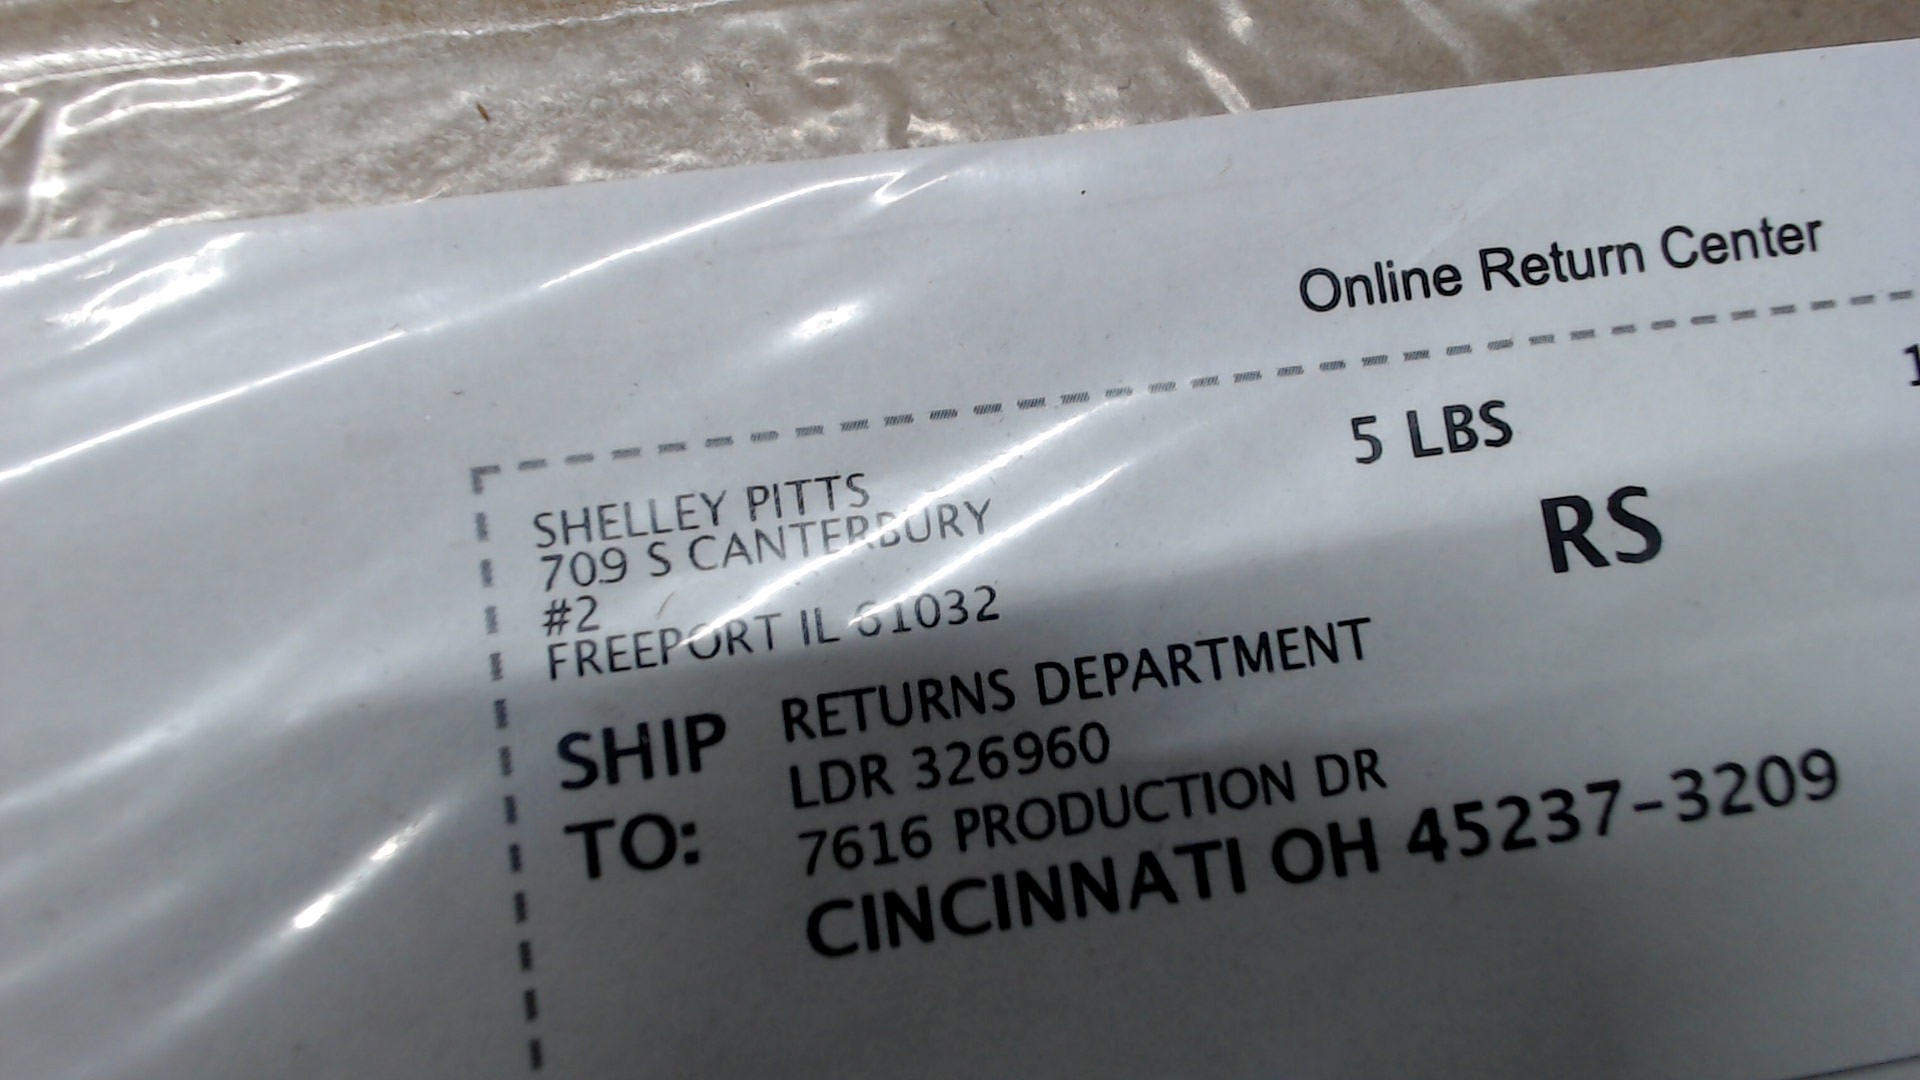 Online Return Center
5 LBS
1
SHELLEY PITTS
709 S CANTERBURY
#2
FREEPORT IL 61032
RS
SHIP TO:
RETURNS DEPARTMENT
LDR 326960
7616 PRODUCTION DR
CINCINNATI OH 45237-3209